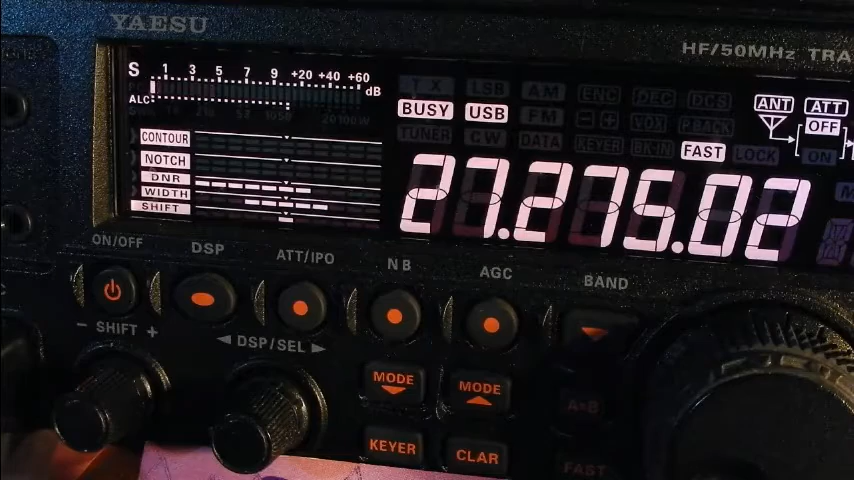 YAESU
HF/50MHz TRA
S 1 3 5 7 9 +20 +40 +60 dB
ALC
TX LSB AM ENC DEC DCS
BUSY USB FM - + VOX P.BACK
TUNER CW DATA KEYER BK-IN FAST LOCK
ANT ATT
OFF
ON
CONTOUR
NOTCH
DNR
WIDTH
SHIFT
27.275.02
ON/OFF DSP ATT/IPO NB AGC BAND
- SHIFT + ◀DSP/SEL▶
MODE MODE
A▸B
KEYER CLAR FAST